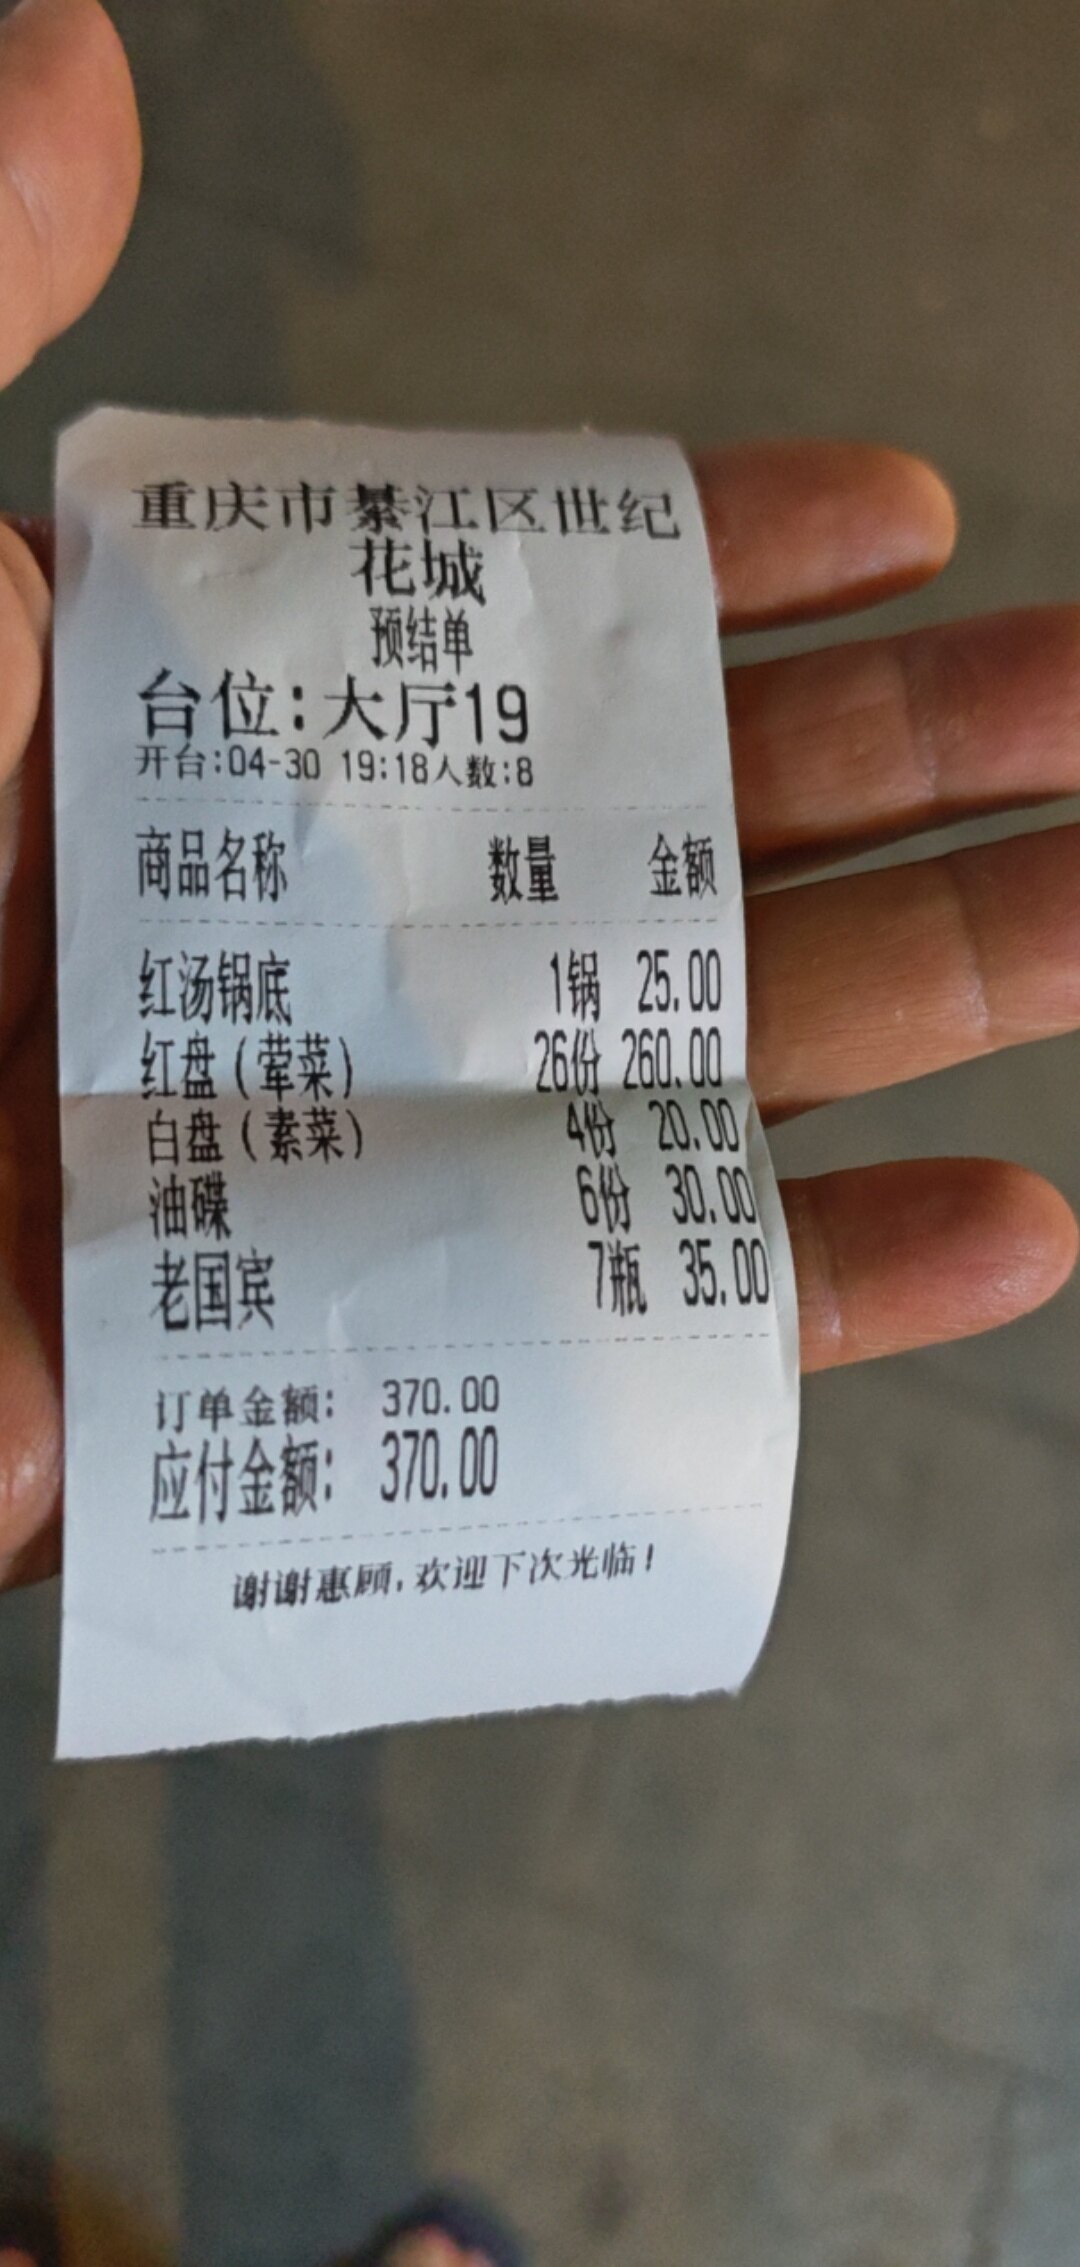 重庆市綦江区世纪
花城
预结单
台位:大厅19
开台:04-30 19:18人数:8
商品名称 数量 金额
红汤锅底 1锅 25.00
红盘(荤菜) 26份 260.00
白盘(素菜) 4份 20.00
油碟 6份 30.00
老国宾 7瓶 35.00
订单金额: 370.00
应付金额: 370.00
谢谢惠顾,欢迎下次光临!